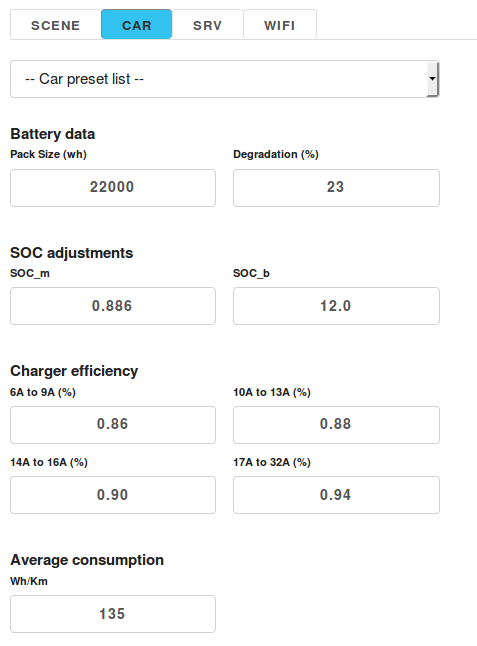 SCENE CAR SRV WIFI
-- Car preset list --
Battery data
Pack Size (wh) Degradation (%)
22000 23
SOC adjustments
SOC_m SOC_b
0.886 12.0
Charger efficiency
6A to 9A (%) 10A to 13A (%)
0.86 0.88
14A to 16A (%) 17A to 32A (%)
0.90 0.94
Average consumption
Wh/Km
135